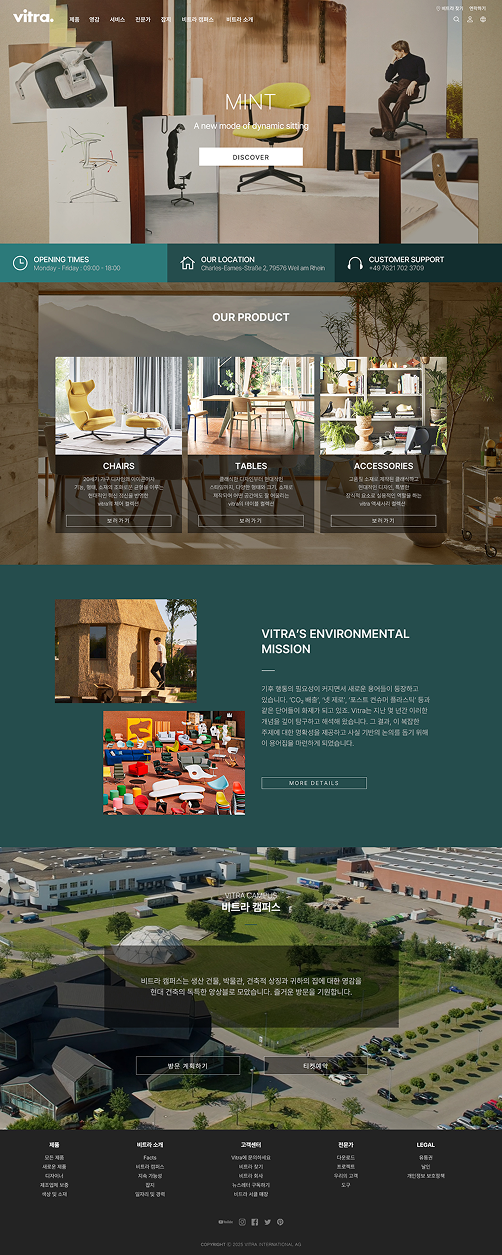 vitra.
제품 영감 서비스 전문가 잡지 비트라 캠퍼스 비트라 소개
비트라 찾기 연락하기
MINT
A new mode of dynamic sitting
DISCOVER
OPENING TIMES
Monday - Friday : 09:00 - 18:00
OUR LOCATION
Charles-Eames-Straße 2, 79576 Weil am Rhein
CUSTOMER SUPPORT
+49 7621 702 3709
OUR PRODUCT
CHAIRS
20세기 가구 디자인의 아이콘이자
기능, 형태, 소재의 조화로운 균형을 이루는
현대적인 혁신 정신을 반영한
vitra의 체어 컬렉션
보러가기
TABLES
클래식한 디자인부터 현대적인
스타일까지, 다양한 형태와 크기, 소재로
제작되어 어떤 공간에도 잘 어울리는
vitra의 테이블 컬렉션
보러가기
ACCESSORIES
고품질 소재로 제작된 클래식하고
현대적인 디자인, 특별한
장식적 요소로 실용적인 역할을 하는
vitra 액세서리 컬렉션
보러가기
VITRA'S ENVIRONMENTAL
MISSION
기후 행동의 필요성이 커지면서 새로운 용어들이 등장하고
있습니다. 'CO₂ 배출', '넷 제로', '포스트 컨슈머 플라스틱' 등과
같은 단어들이 화제가 되고 있죠. Vitra는 지난 몇 년간 이러한
개념을 깊이 탐구하고 해석해 왔습니다. 그 결과, 이 복잡한
주제에 대한 명확성을 제공하고 사실 기반의 논의를 돕기 위해
이 용어집을 마련하게 되었습니다.
MORE DETAILS
VITRA CAMPUS
비트라 캠퍼스
비트라 캠퍼스는 생산 건물, 박물관, 건축적 상징과 귀하의 집에 대한 영감을
현대 건축의 독특한 앙상블로 모았습니다. 즐거운 방문을 기원합니다.
방문 계획하기
티켓예약
제품
모든 제품
새로운 제품
디자이너
제조업체 보증
색상 및 소재
비트라 소개
Facts
비트라 캠퍼스
지속 가능성
잡지
일자리 및 경력
고객센터
Vitra에 문의하세요
비트라 찾기
비트라 회사
뉴스레터 구독하기
비트라 서클 매장
전문가
다운로드
프로젝트
우리의 고객
도구
LEGAL
유통권
날인
개인정보 보호정책
COPYRIGHT ⓒ 2025 VITRA INTERNATIONAL AG.